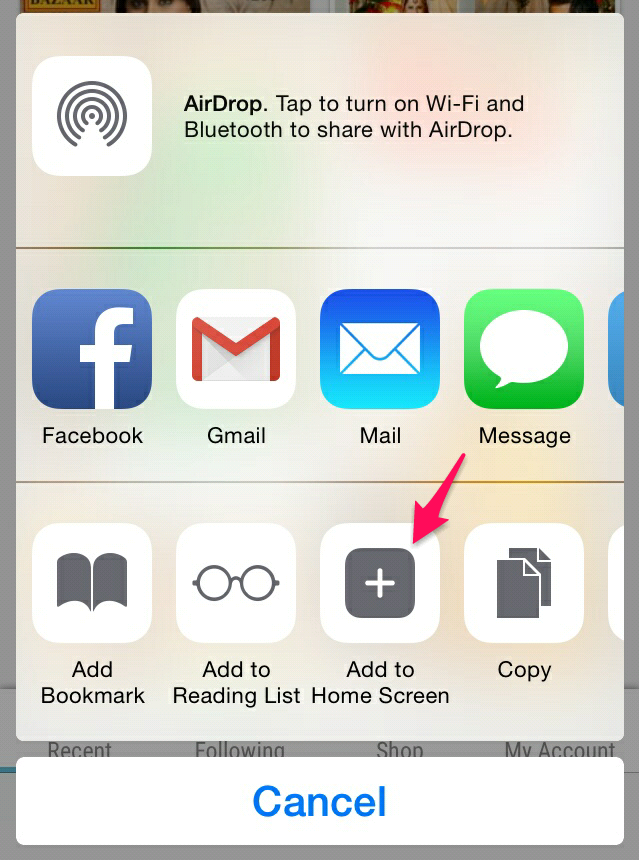 BAZAAR
AirDrop. Tap to turn on Wi-Fi and
Bluetooth to share with AirDrop.
Facebook
Gmail
Mail
Message
Add
Bookmark
Add to
Reading List
Add to
Home Screen
Copy
Recent
Following
Shop
My Account
Cancel